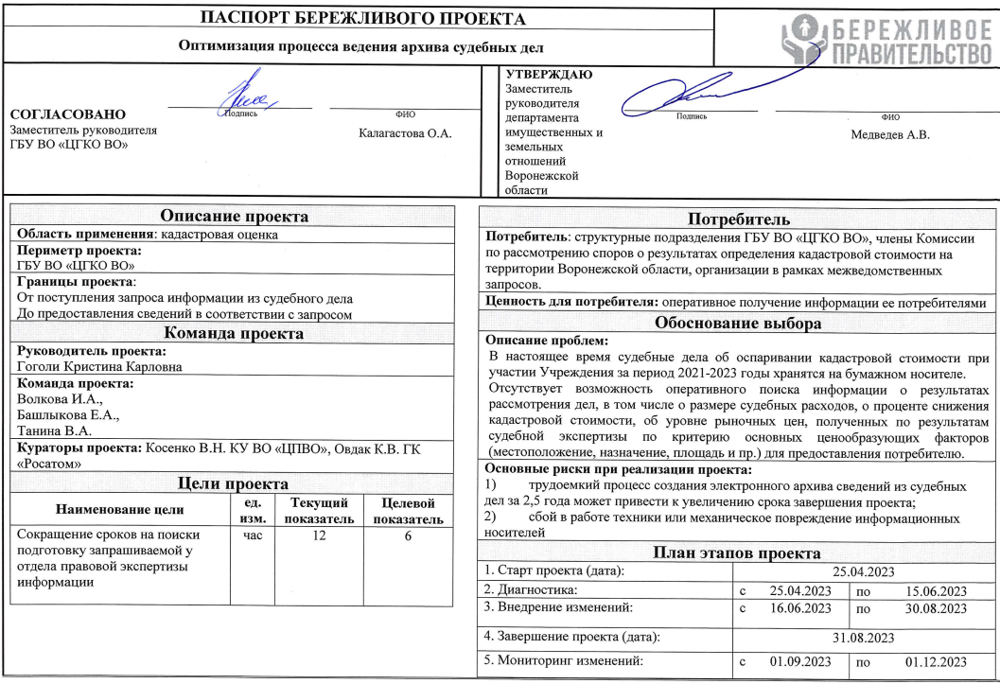 ПАСПОРТ БЕРЕЖЛИВОГО ПРОЕКТА
Оптимизация процесса ведения архива судебных дел
БЕРЕЖЛИВОЕ
ПРАВИТЕЛЬСТВО
СОГЛАСОВАНО
Заместитель руководителя
ГБУ ВО «ЦГКО ВО»
Подпись
ФИО
Калагастова О.А.
УТВЕРЖДАЮ
Заместитель
руководителя
департамента
имущественных и
земельных
отношений
Воронежской
области
Подпись
ФИО
Медведев А.В.
Описание проекта
Область применения: кадастровая оценка
Периметр проекта:
ГБУ ВО «ЦГКО ВО»
Границы проекта:
От поступления запроса информации из судебного дела
До предоставления сведений в соответствии с запросом
Команда проекта
Руководитель проекта:
Гоголи Кристина Карловна
Команда проекта:
Волкова И.А.,
Башлыкова Е.А.,
Танина В.А.
Кураторы проекта: Косенко В.Н. КУ ВО «ЦПВО», Овдак К.В. ГК
«Росатом»
Цели проекта
Наименование цели
ед.
изм.
Текущий
показатель
Целевой
показатель
Сокращение сроков на поиски
подготовку запрашиваемой у
отдела правовой экспертизы
информации
час
12
6
Потребитель
Потребитель: структурные подразделения ГБУ ВО «ЦГКО ВО», члены Комиссии
по рассмотрению споров о результатах определения кадастровой стоимости на
территории Воронежской области, организации в рамках межведомственных
запросов.
Ценность для потребителя: оперативное получение информации ее потребителями
Обоснование выбора
Описание проблем:
В настоящее время судебные дела об оспаривании кадастровой стоимости при
участии Учреждения за период 2021-2023 годы хранятся на бумажном носителе.
Отсутствует возможность оперативного поиска информации о результатах
рассмотрения дел, в том числе о размере судебных расходов, о проценте снижения
кадастровой стоимости, об уровне рыночных цен, полученных по результатам
судебной экспертизы по критерию основных ценообразующих факторов
(местоположение, назначение, площадь и пр.) для предоставления потребителю.
Основные риски при реализации проекта:
1) трудоемкий процесс создания электронного архива сведений из судебных
дел за 2,5 года может привести к увеличению срока завершения проекта;
2) сбой в работе техники или механическое повреждение информационных
носителей
План этапов проекта
1. Старт проекта (дата): 25.04.2023
2. Диагностика: с 25.04.2023 по 15.06.2023
3. Внедрение изменений: с 16.06.2023 по 30.08.2023
4. Завершение проекта (дата): 31.08.2023
5. Мониторинг изменений: с 01.09.2023 по 01.12.2023